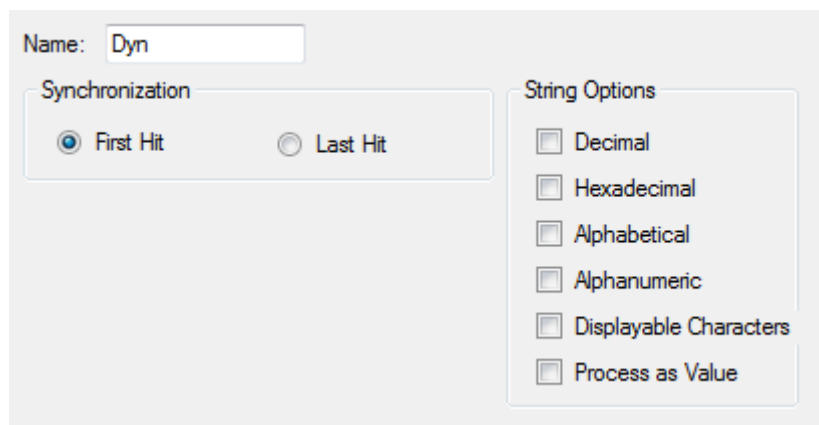 Name: Dyn
Synchronization
First Hit Last Hit
String Options
Decimal
Hexadecimal
Alphabetical
Alphanumeric
Displayable Characters
Process as Value